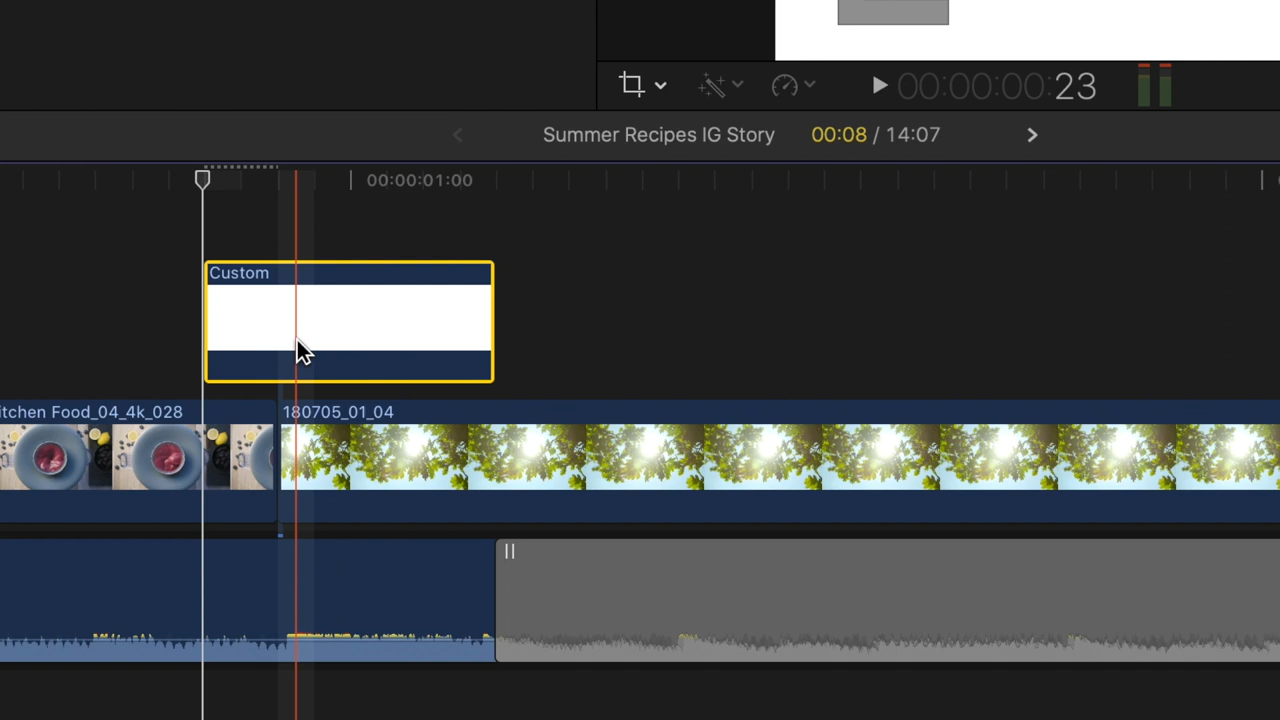 00:00:00:23
Summer Recipes IG Story 00:08 / 14:07
00:00:01:00
Custom
itchen Food_04_4k_028
180705_01_04